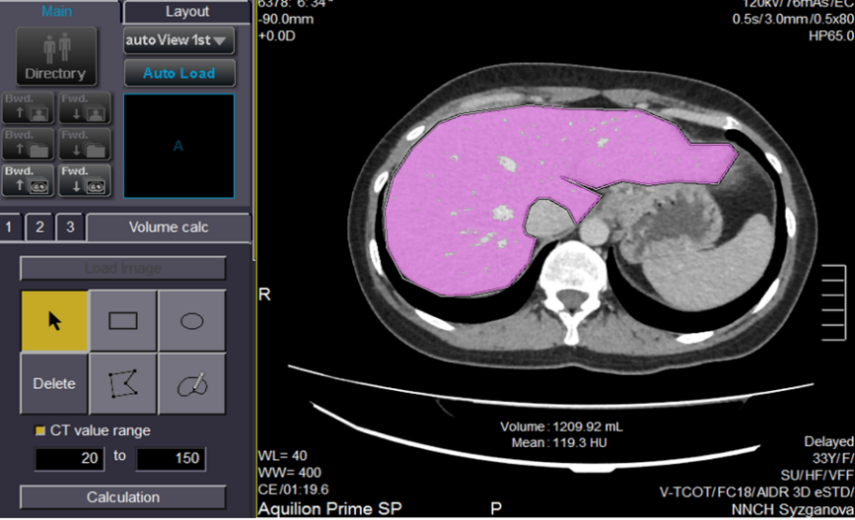 Main
Layout
auto View 1st
Directory
Auto Load
Bwd.
Fwd.
Bwd.
Fwd.
Bwd.
Fwd.
A
1
2
3
Volume calc
Load Image
Delete
CT value range
20 to 150
Calculation
-90.0mm
+0.0D
120kV/76mAs/EC
0.5s/3.0mm/0.5x80
HP65.0
R
Volume : 1209.92 mL
Mean : 119.3 HU
WL= 40
WW= 400
CE/01:19.6
Aquilion Prime SP
P
Delayed
33Y/F/
SU/HF/VFF
V-TCOT/FC18/AIDR 3D eSTD/
NNCH Syzganova